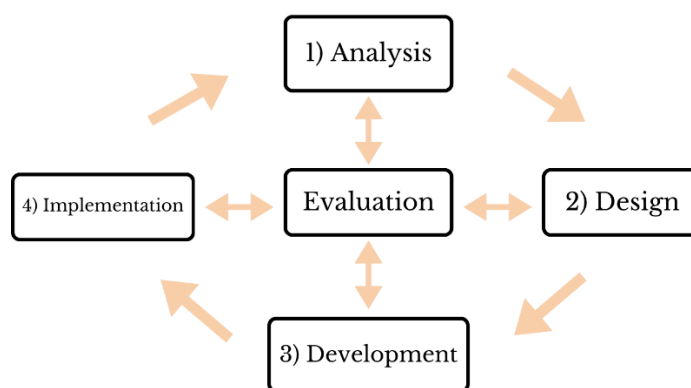 1) Analysis
4) Implementation
Evaluation
2) Design
3) Development